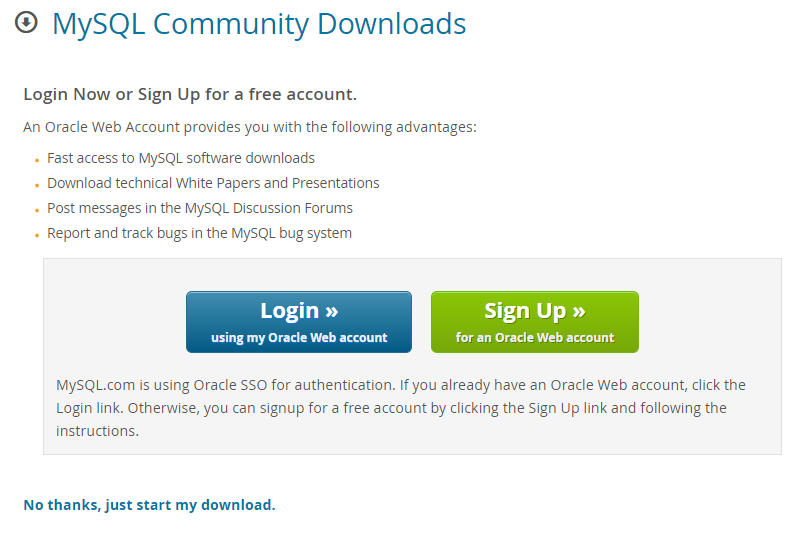 MySQL Community Downloads
Login Now or Sign Up for a free account.
An Oracle Web Account provides you with the following advantages:
Fast access to MySQL software downloads
Download technical White Papers and Presentations
Post messages in the MySQL Discussion Forums
Report and track bugs in the MySQL bug system
Login »
using my Oracle Web account
Sign Up »
for an Oracle Web account
MySQL.com is using Oracle SSO for authentication. If you already have an Oracle Web account, click the
Login link. Otherwise, you can signup for a free account by clicking the Sign Up link and following the
instructions.
No thanks, just start my download.